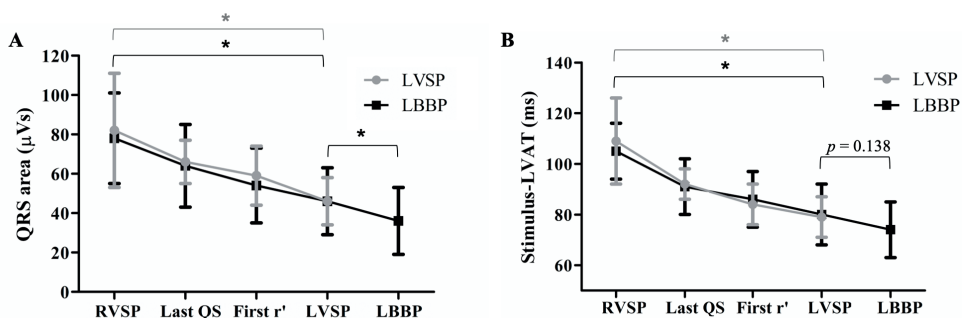 A
*
*
LVSP
LBBP
*
QRS area (µVs)
120
100
80
60
40
20
0
RVSP Last QS First r' LVSP LBBP
B
*
*
LVSP
LBBP
p = 0.138
Stimulus-LVAT (ms)
140
120
100
80
60
RVSP Last QS First r' LVSP LBBP